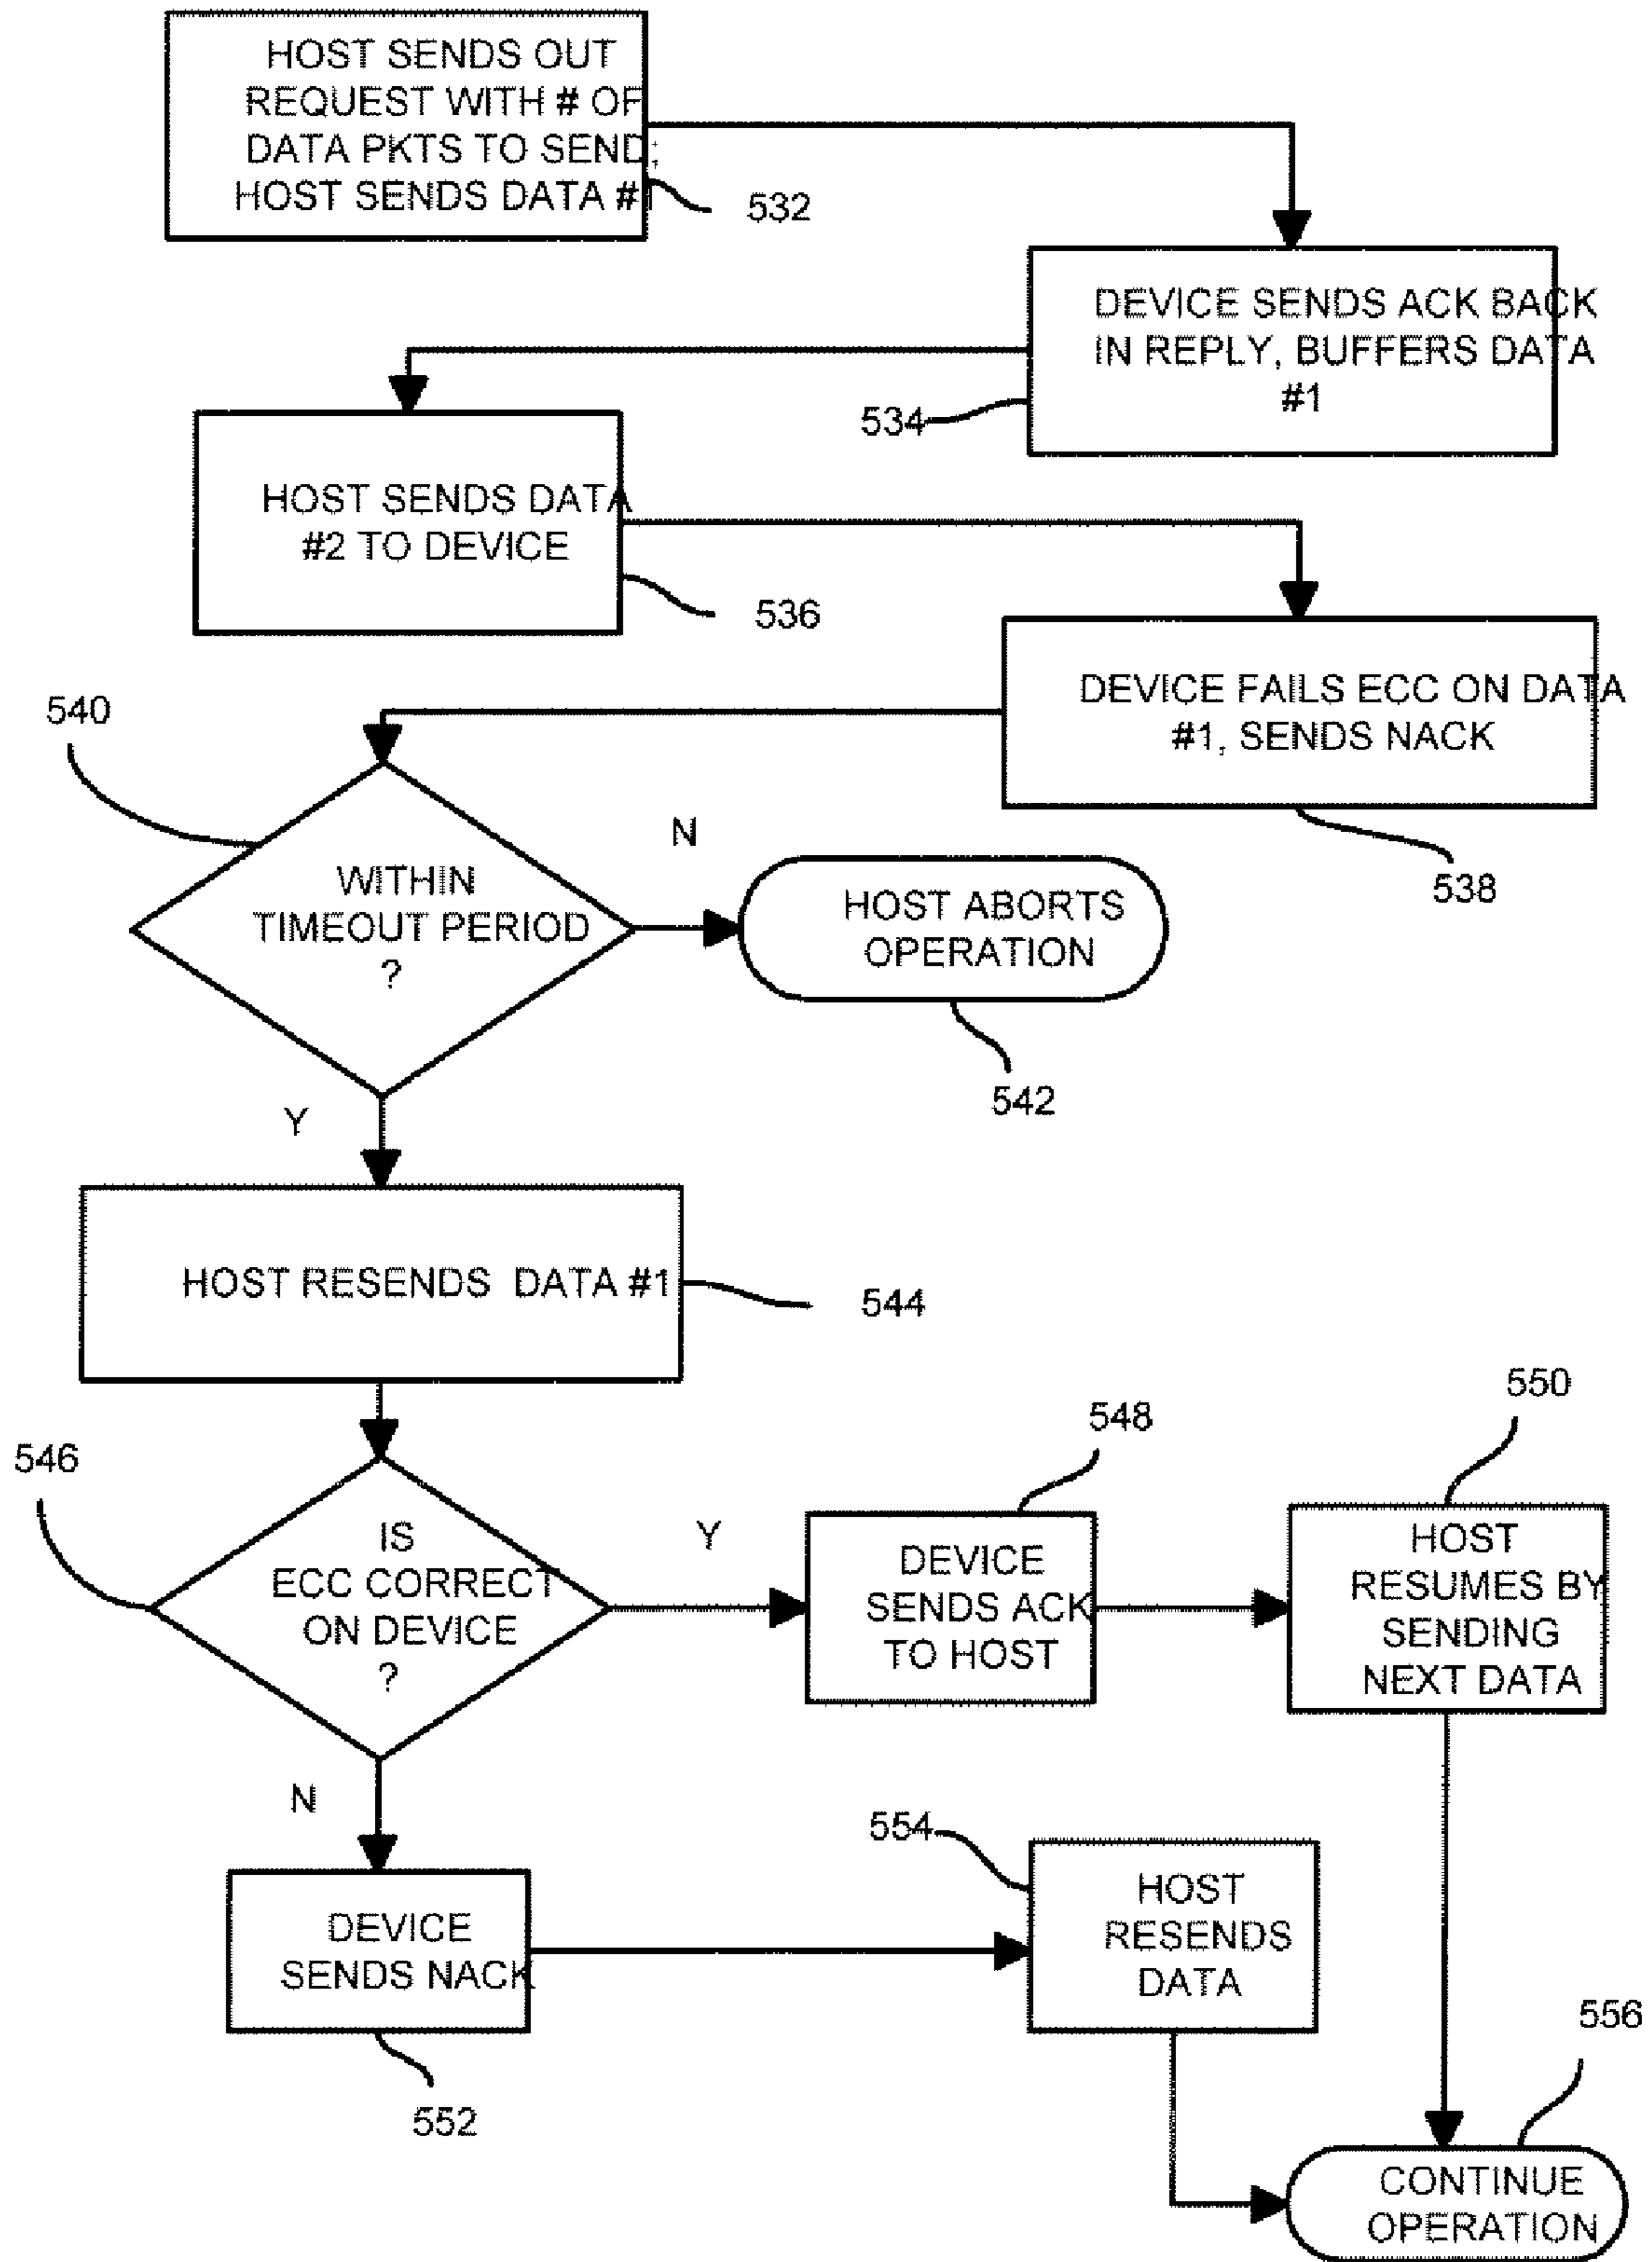 HOST SENDS OUT
REQUEST WITH # OF
DATA PKTS TO SEND;
HOST SENDS DATA #1
532
DEVICE SENDS ACK BACK
IN REPLY, BUFFERS DATA
#1
534
HOST SENDS DATA
#2 TO DEVICE
536
DEVICE FAILS ECC ON DATA
#1, SENDS NACK
538
540
WITHIN
TIMEOUT PERIOD
?
N
HOST ABORTS
OPERATION
542
Y
HOST RESENDS DATA #1
544
546
IS
ECC CORRECT
ON DEVICE
?
Y
548
DEVICE
SENDS ACK
TO HOST
550
HOST
RESUMES BY
SENDING
NEXT DATA
N
DEVICE
SENDS NACK
552
554
HOST
RESENDS
DATA
556
CONTINUE
OPERATION